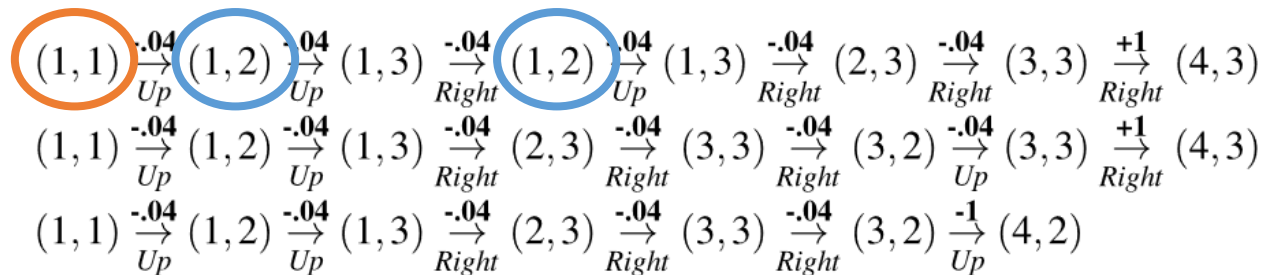 (1,1) -.04 → Up (1,2) -.04 → Up (1,3) -.04 → Right (1,2) -.04 → Up (1,3) -.04 → Right (2,3) -.04 → Right (3,3) +1 → Right (4,3)
(1,1) -.04 → Up (1,2) -.04 → Up (1,3) -.04 → Right (2,3) -.04 → Right (3,3) -.04 → Right (3,2) -.04 → Up (3,3) +1 → Right (4,3)
(1,1) -.04 → Up (1,2) -.04 → Up (1,3) -.04 → Right (2,3) -.04 → Right (3,3) -.04 → Right (3,2) -1 → Up (4,2)